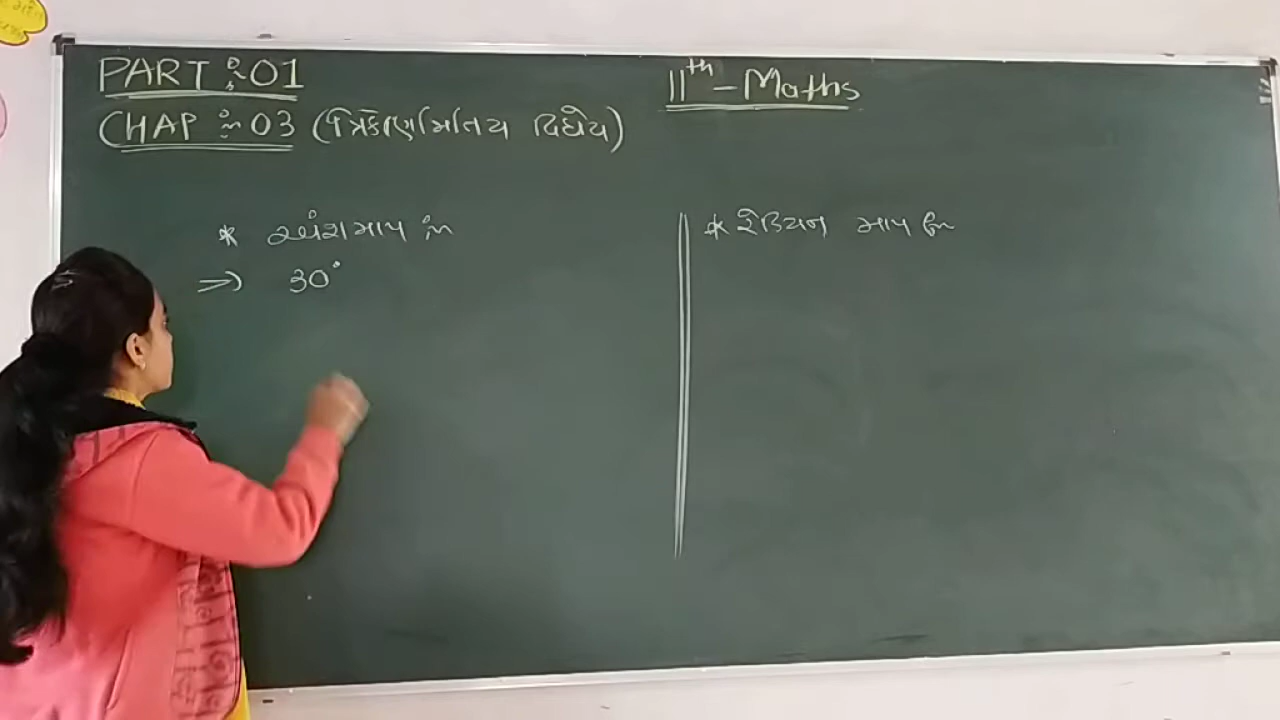 PART :- 01
11th - Maths
CHAP :- 03 (ત્રિકોણમિતિય વિધેય)
* અંશમાપ :-
* રેડિયન માપ :-
=> 30°